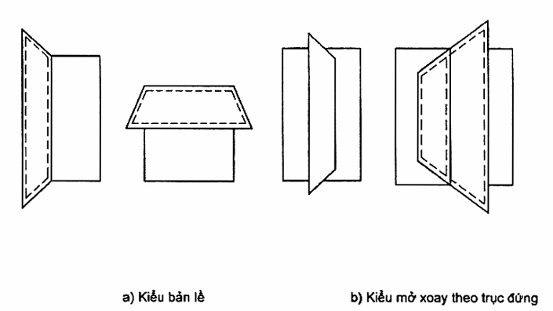 a) Kiểu bản lề
b) Kiểu mở xoay theo trục đứng